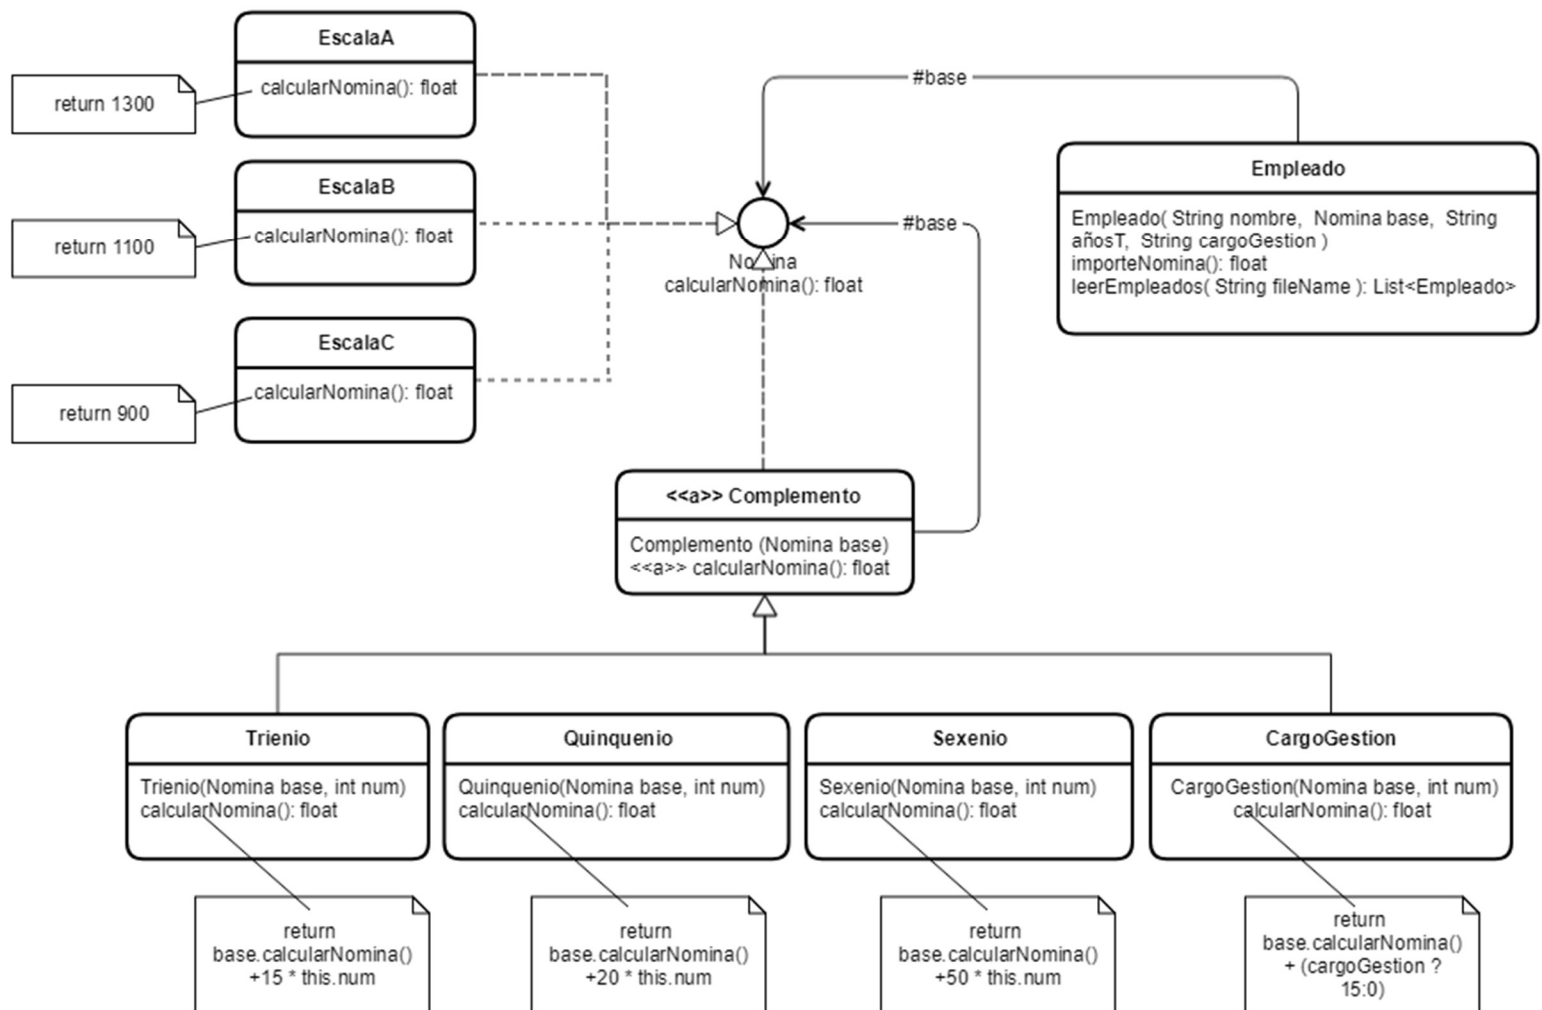 EscalaA
calcularNomina(): float
return 1300
EscalaB
calcularNomina(): float
return 1100
EscalaC
calcularNomina(): float
return 900
#base
#base
Nomina
calcularNomina(): float
Empleado
Empleado( String nombre, Nomina base, String
añosT, String cargoGestion )
importeNomina(): float
leerEmpleados( String fileName ): List<Empleado>
<<a>> Complemento
Complemento (Nomina base)
<<a>> calcularNomina(): float
Trienio
Trienio(Nomina base, int num)
calcularNomina(): float
Quinquenio
Quinquenio(Nomina base, int num)
calcularNomina(): float
Sexenio
Sexenio(Nomina base, int num)
calcularNomina(): float
CargoGestion
CargoGestion(Nomina base, int num)
calcularNomina(): float
return
base.calcularNomina()
+15 * this.num
return
base.calcularNomina()
+20 * this.num
return
base.calcularNomina()
+50 * this.num
return
base.calcularNomina()
+ (cargoGestion ?
15:0)